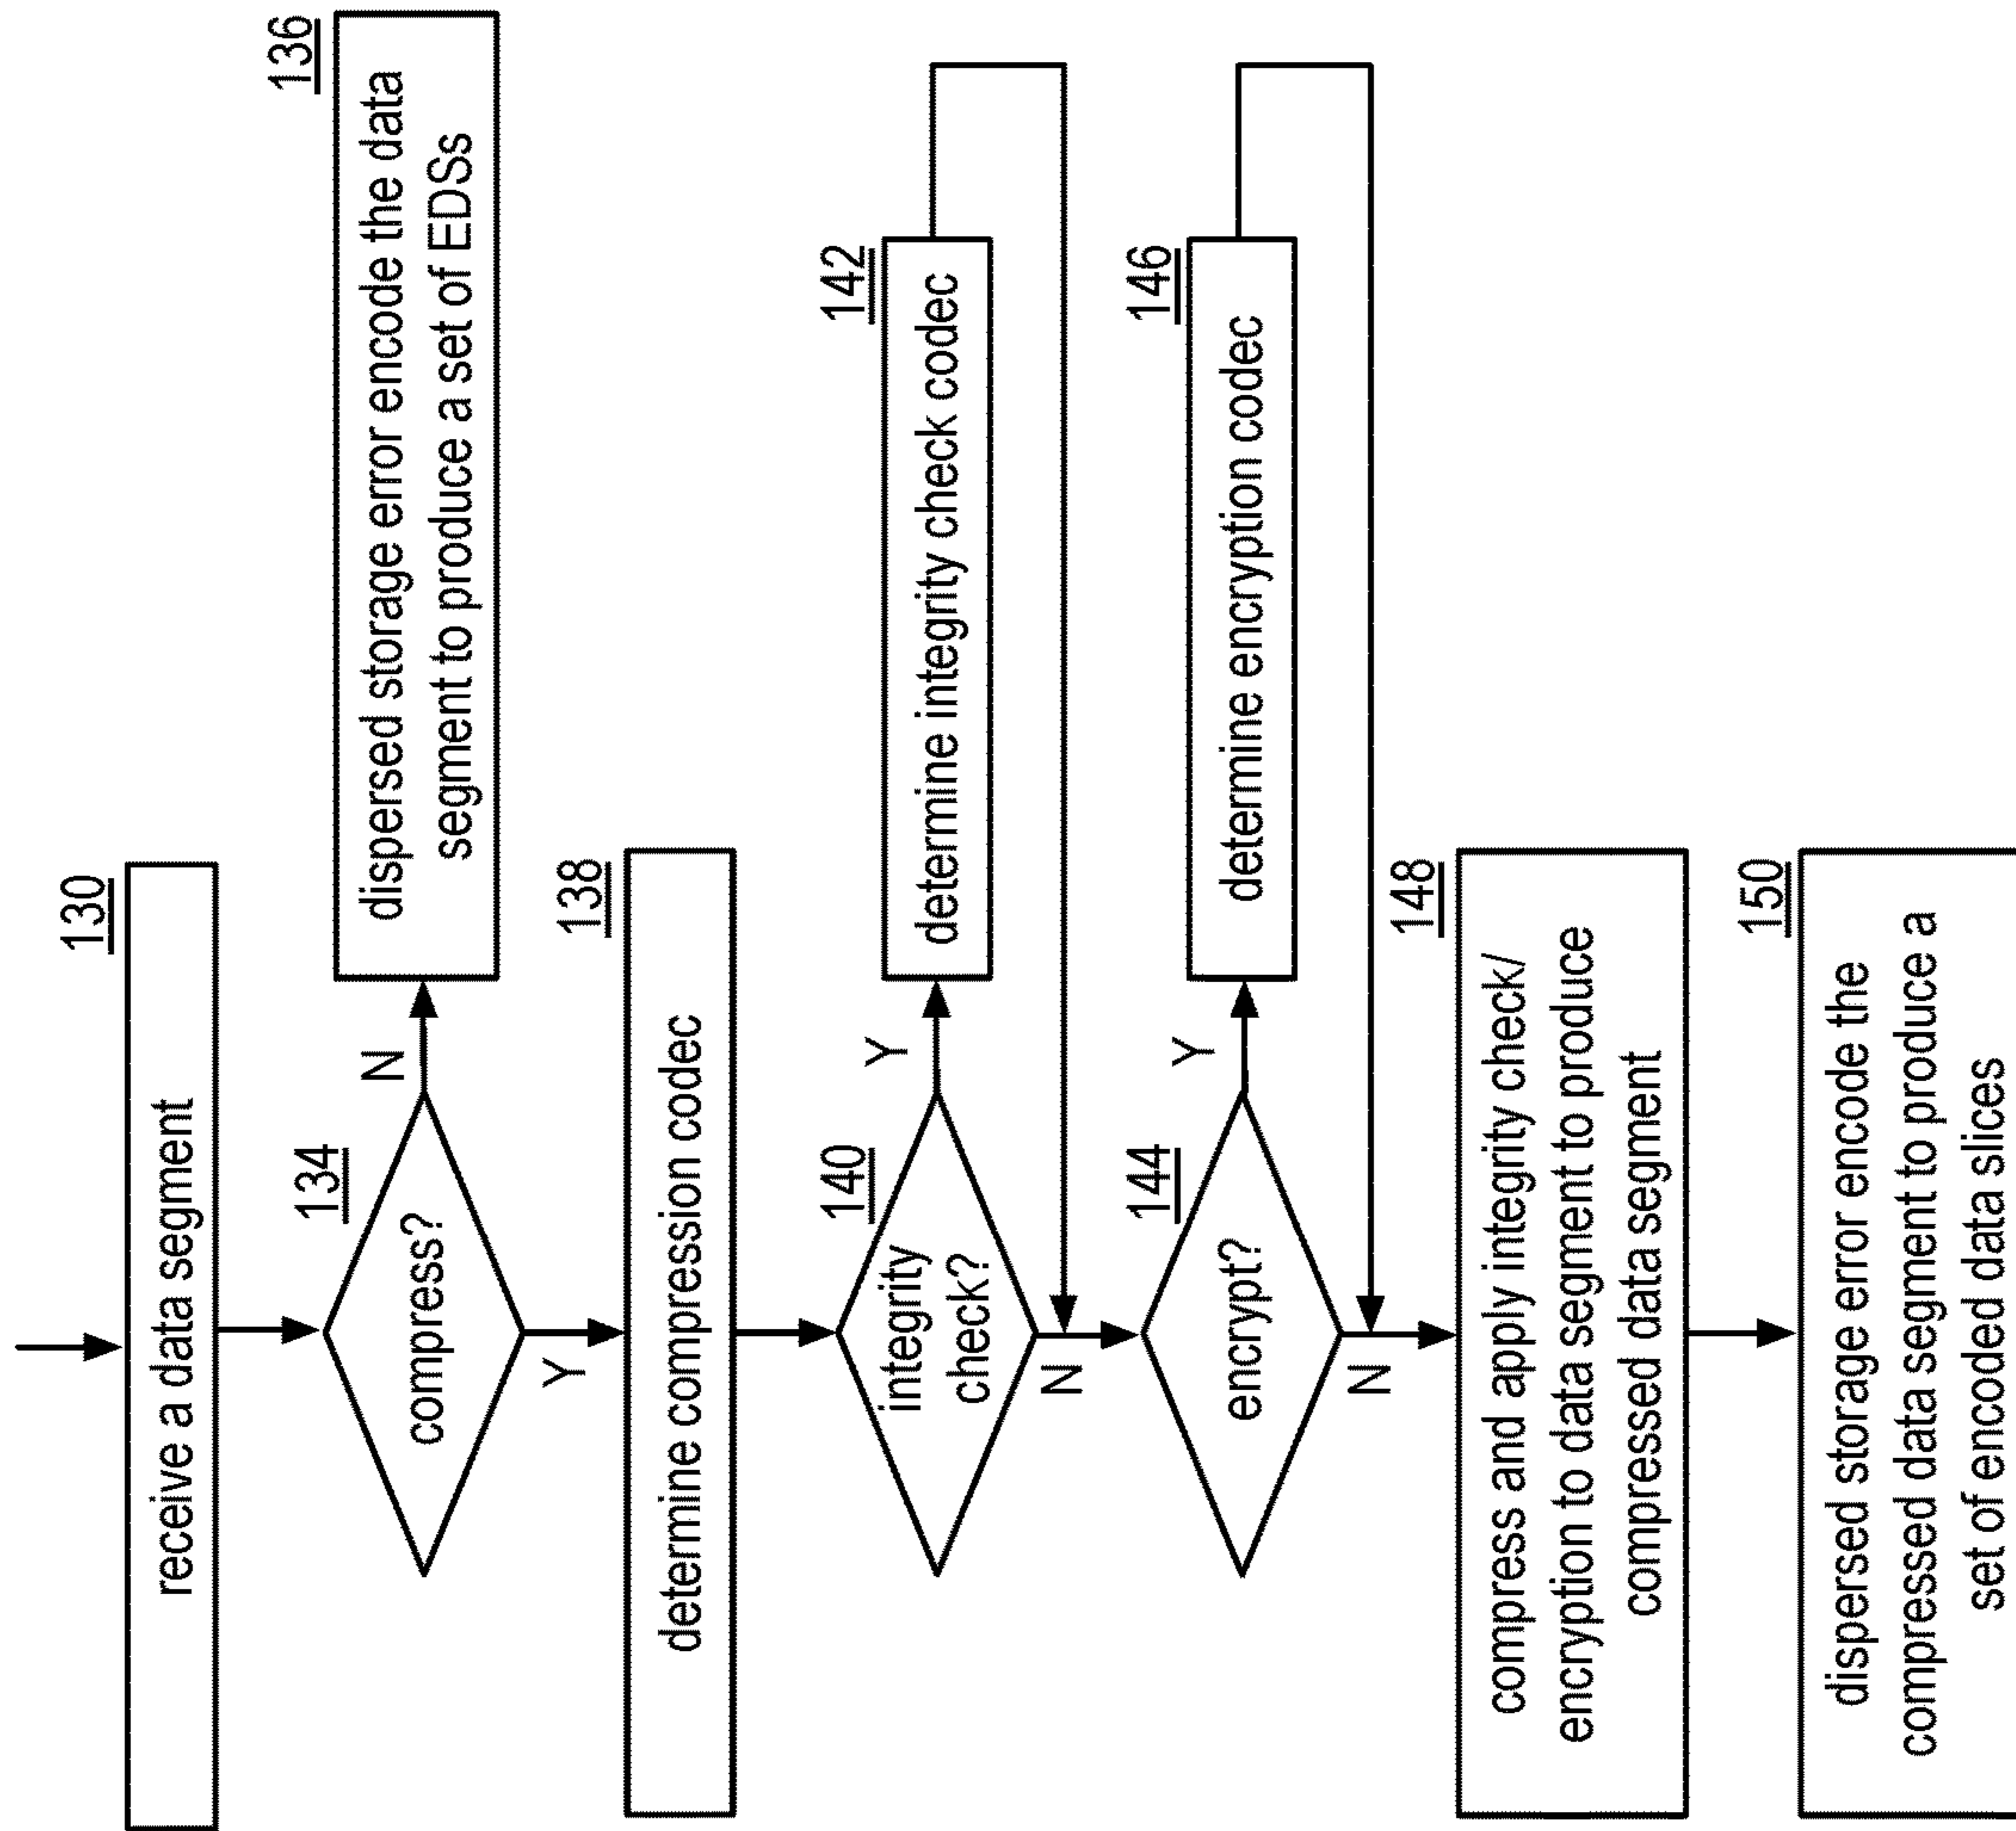 130
receive a data segment
134
compress?
N
Y
136
dispersed storage error encode the data
segment to produce a set of EDSs
138
determine compression codec
140
integrity
check?
Y
N
142
determine integrity check codec
144
encrypt?
Y
N
146
determine encryption codec
148
compress and apply integrity check/
encryption to data segment to produce
compressed data segment
150
dispersed storage error encode the
compressed data segment to produce a
set of encoded data slices